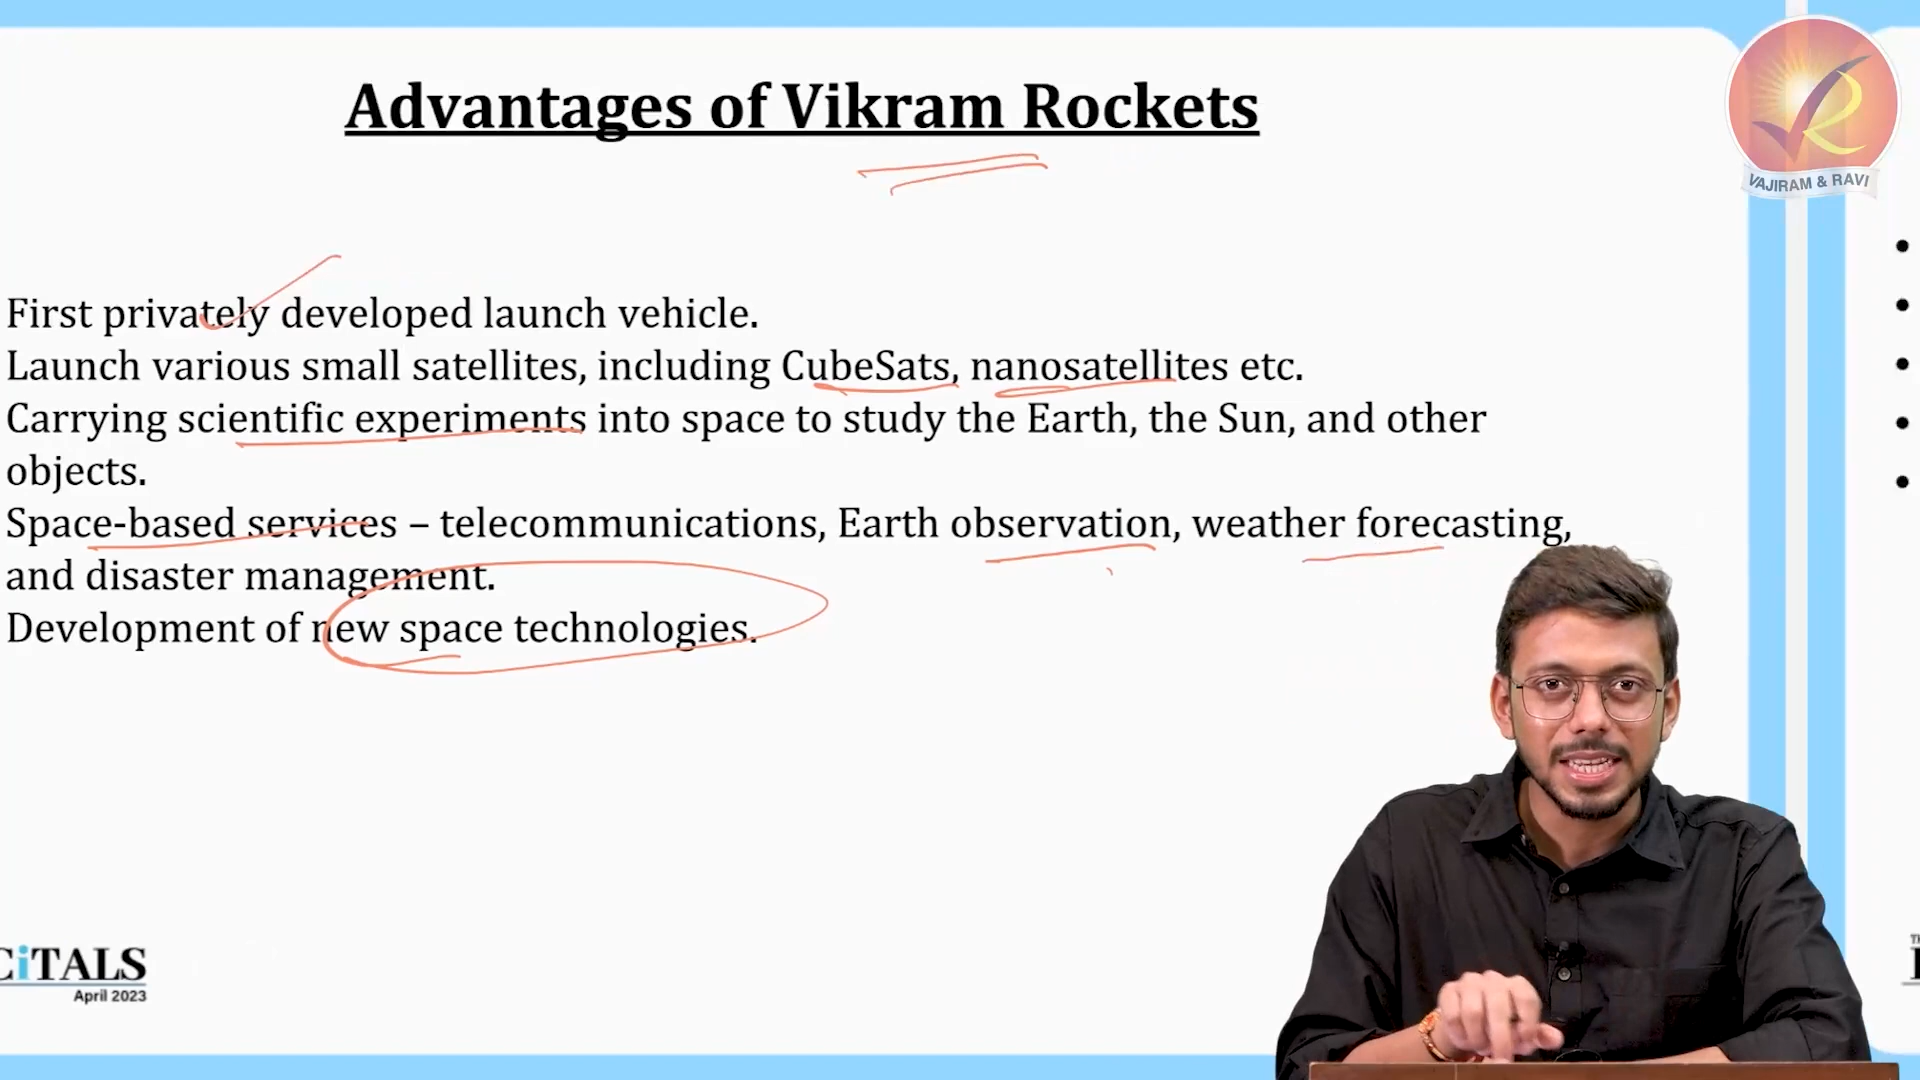 Advantages of Vikram Rockets
VAJIRAM & RAVI
First privately developed launch vehicle.
Launch various small satellites, including CubeSats, nanosatellites etc.
Carrying scientific experiments into space to study the Earth, the Sun, and other
objects.
Space-based services – telecommunications, Earth observation, weather forecasting,
and disaster management.
Development of new space technologies.
CiTALS
April 2023